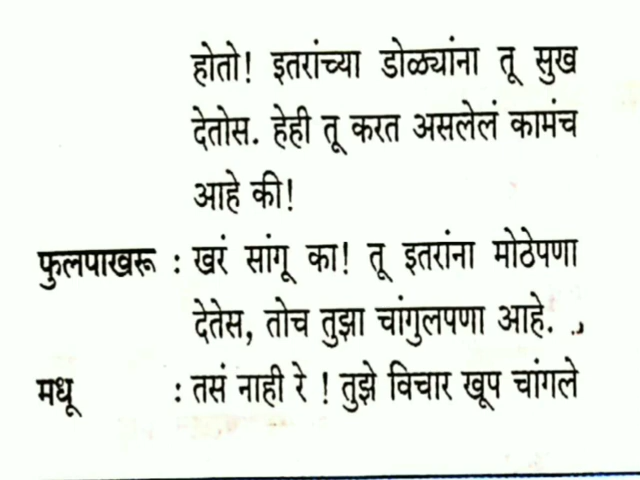 होतो! इतरांच्या डोळ्यांना तू सुख
देतोस. हेही तू करत असलेलं कामंच
आहे की!
फुलपाखरू : खरं सांगू का! तू इतरांना मोठेपणा
देतेस, तोच तुझा चांगुलपणा आहे.
मधू : तसं नाही रे ! तुझे विचार खूप चांगले